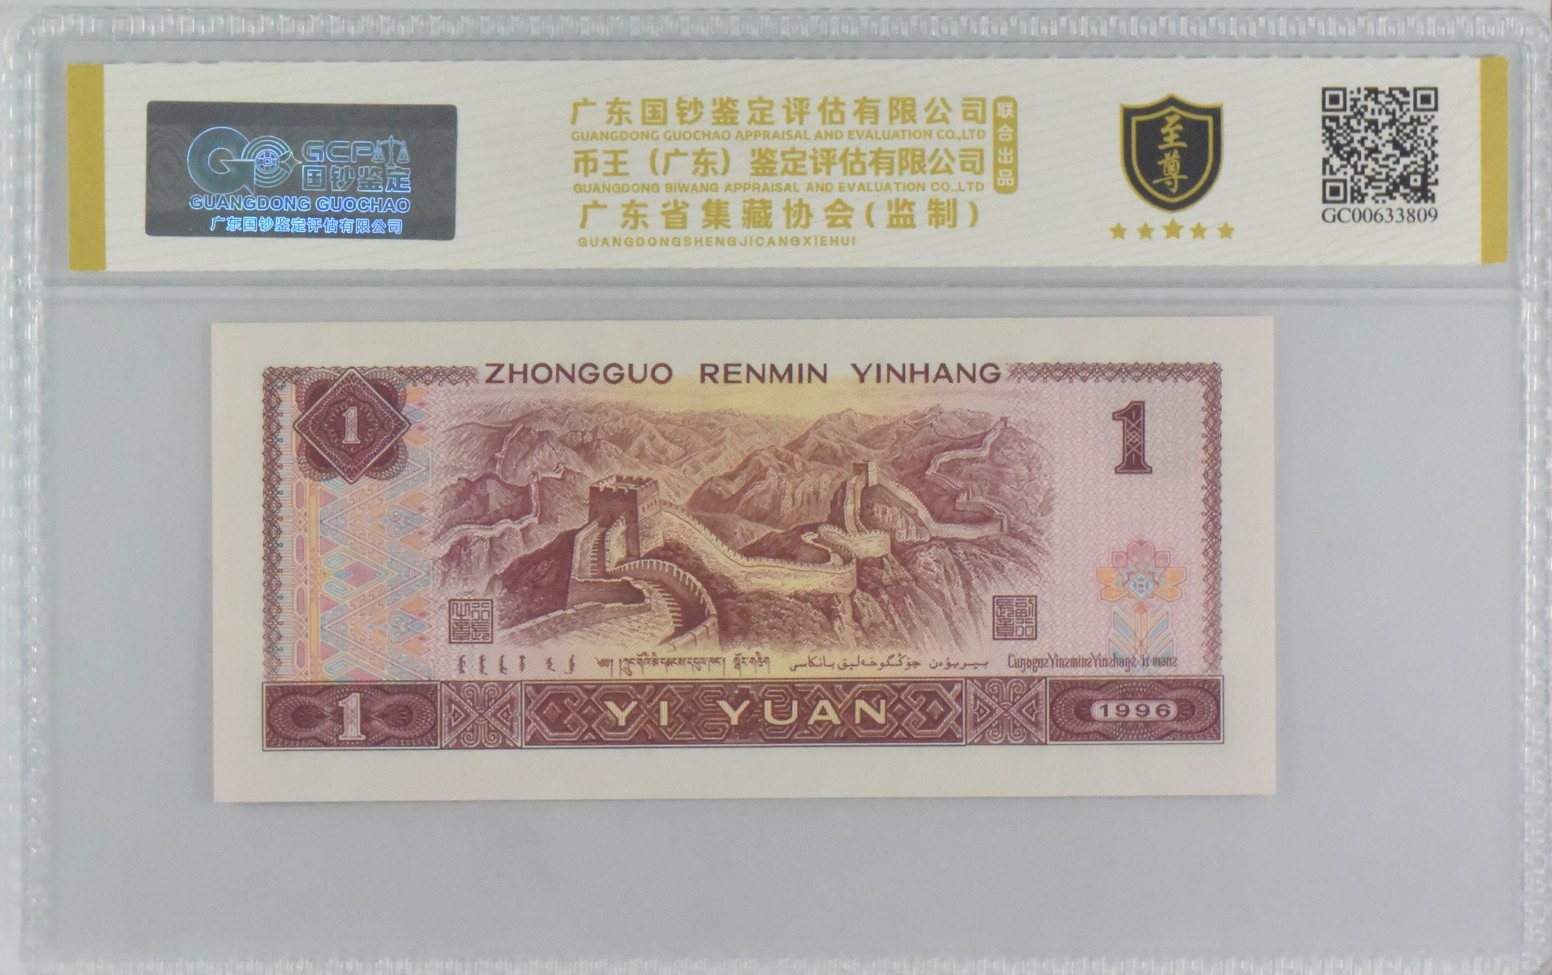 GCP
国钞鉴定
GUANGDONG GUOCHAO
广东国钞鉴定评估有限公司
广东国钞鉴定评估有限公司
GUANGDONG GUOCHAO APPRAISAL AND EVALUATION CO.,LTD
币王（广东）鉴定评估有限公司
GUANGDONG BIWANG APPRAISAL AND EVALUATION CO.,LTD
广东省集藏协会(监制)
GUANGDONGSHENGJICANGXIEHUI
联合出品
至尊
GC00633809
ZHONGGUO RENMIN YINHANG
1
1
1 YI YUAN 1996